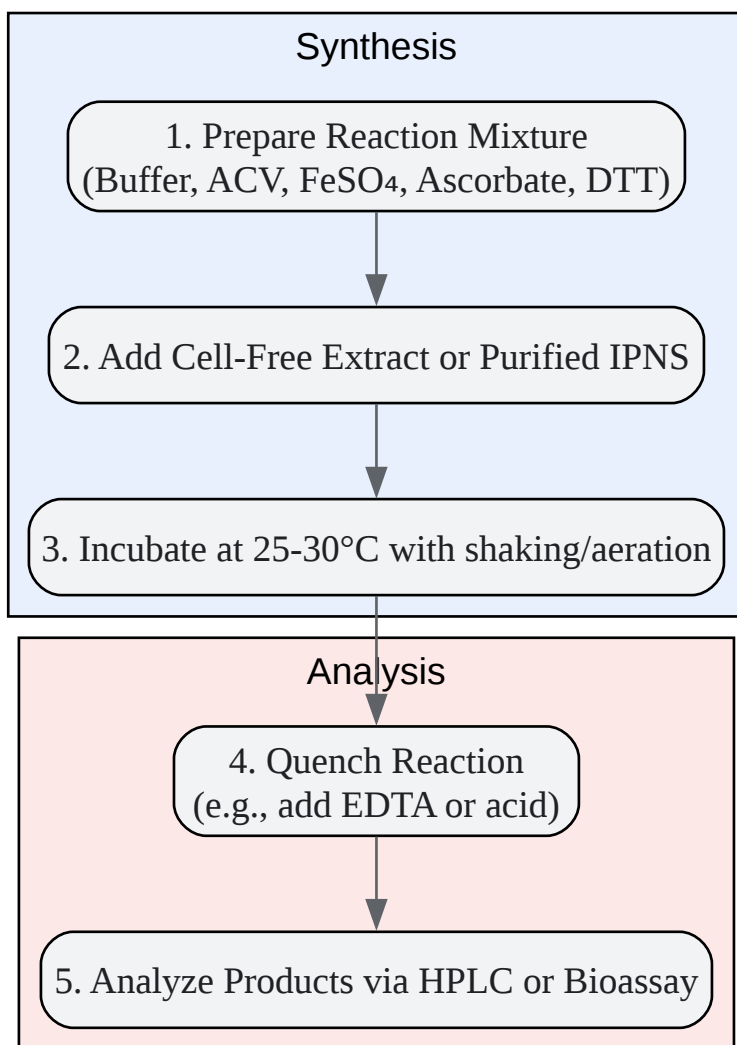 Synthesis
1. Prepare Reaction Mixture
(Buffer, ACV, FeSO₄, Ascorbate, DTT)
2. Add Cell-Free Extract or Purified IPNS
3. Incubate at 25-30°C with shaking/aeration
Analysis
4. Quench Reaction
(e.g., add EDTA or acid)
5. Analyze Products via HPLC or Bioassay